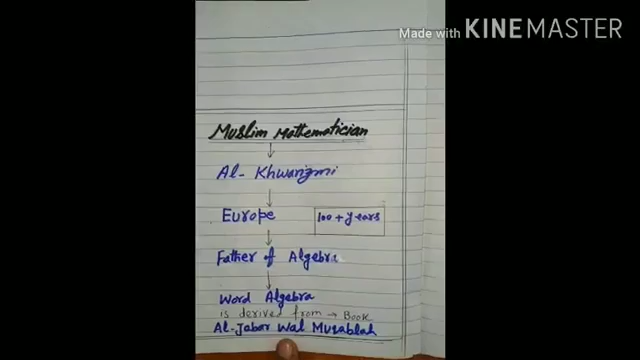 Made with KINEMASTER
Muslim Mathematician
Al-Khwarizmi
Europe
100+years
Father of Algebra
Word Algebra
is derived from → Book
Al-Jabar Wal Muqablah